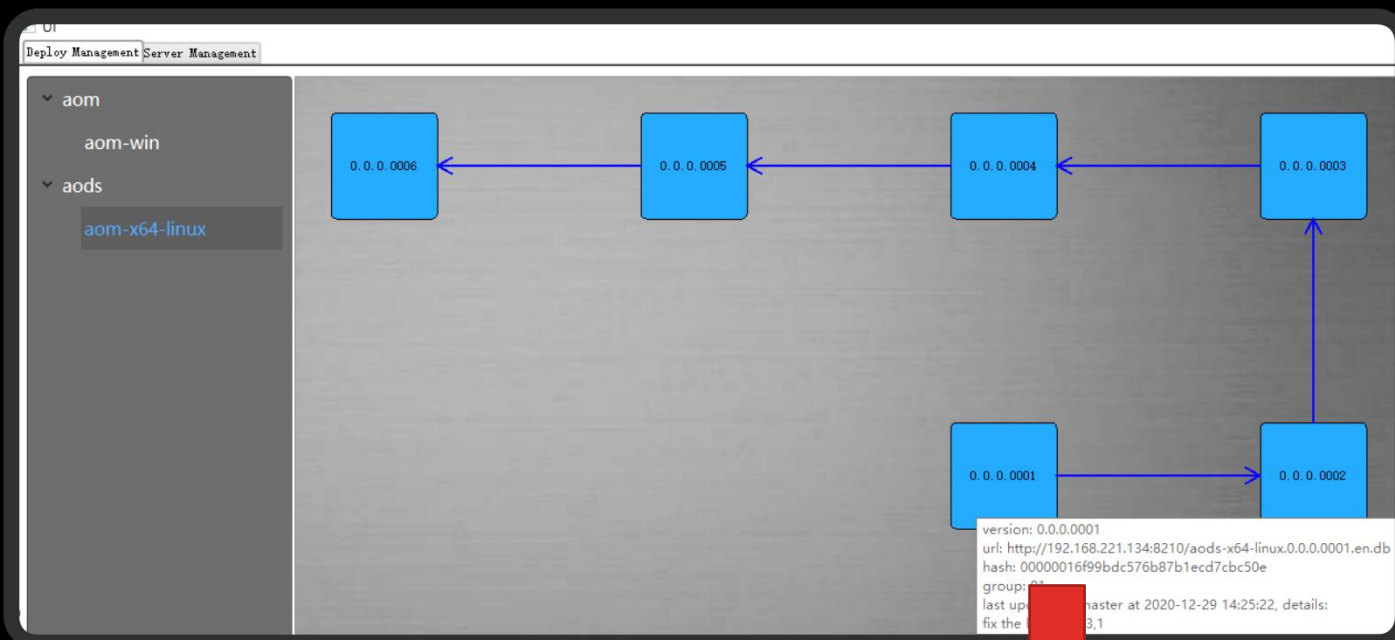 UI
Deploy Management Server Management
aom
aom-win
aods
aom-x64-linux
0.0.0.0006
0.0.0.0005
0.0.0.0004
0.0.0.0003
0.0.0.0001
0.0.0.0002
version: 0.0.0.0001
url: http://192.168.221.134:8210/aods-x64-linux.0.0.0.0001.en.db
hash: 00000016f99bdc576b87b1ecd7cbc50e
group:
last at 2020-12-29 14:25:22, details:
fix the 3,1